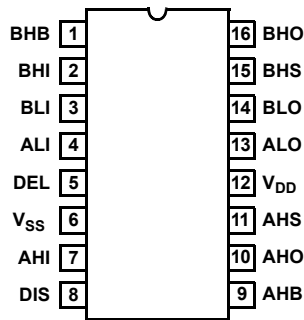 BHB 1 16 BHO
BHI 2 15 BHS
BLI 3 14 BLO
ALI 4 13 ALO
DEL 5 12 VDD
VSS 6 11 AHS
AHI 7 10 AHO
DIS 8 9 AHB